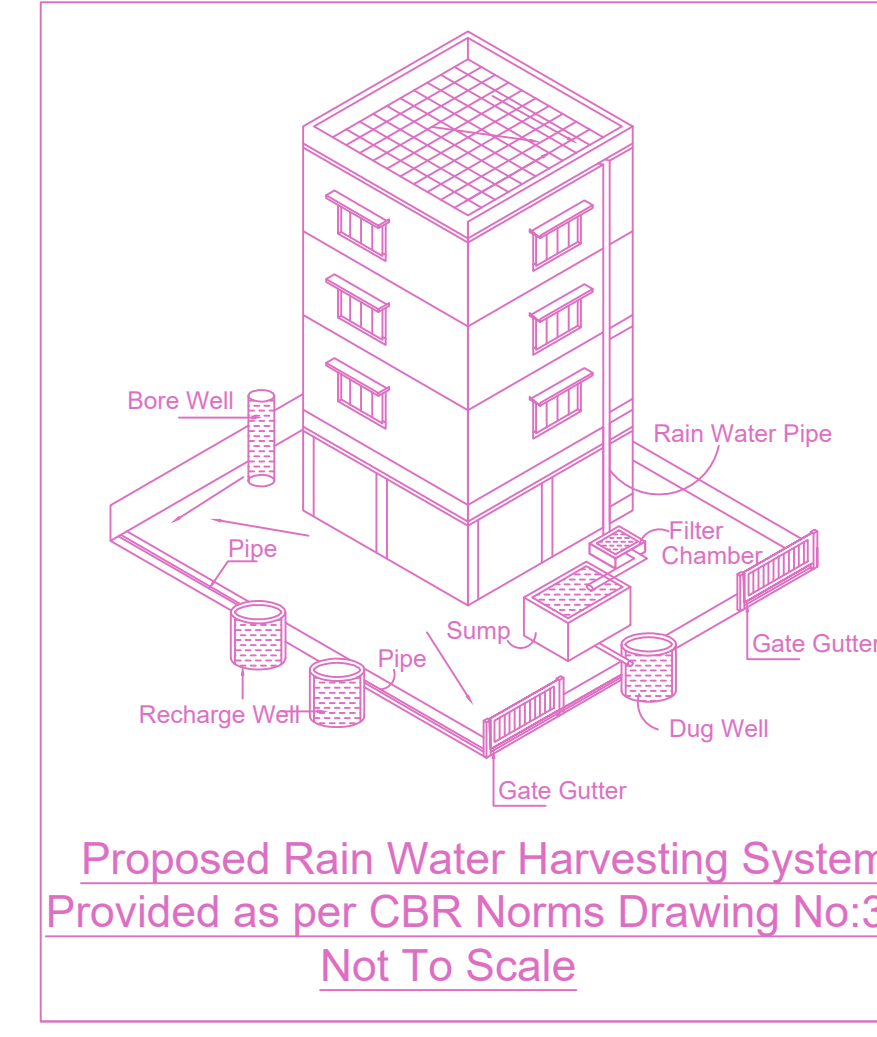 Bore Well
Rain Water Pipe
Filter
Chamber
Pipe
Sump
Gate Gutter
Pipe
Recharge Well
Dug Well
Gate Gutter
Proposed Rain Water Harvesting System
Provided as per CBR Norms Drawing No:3
Not To Scale